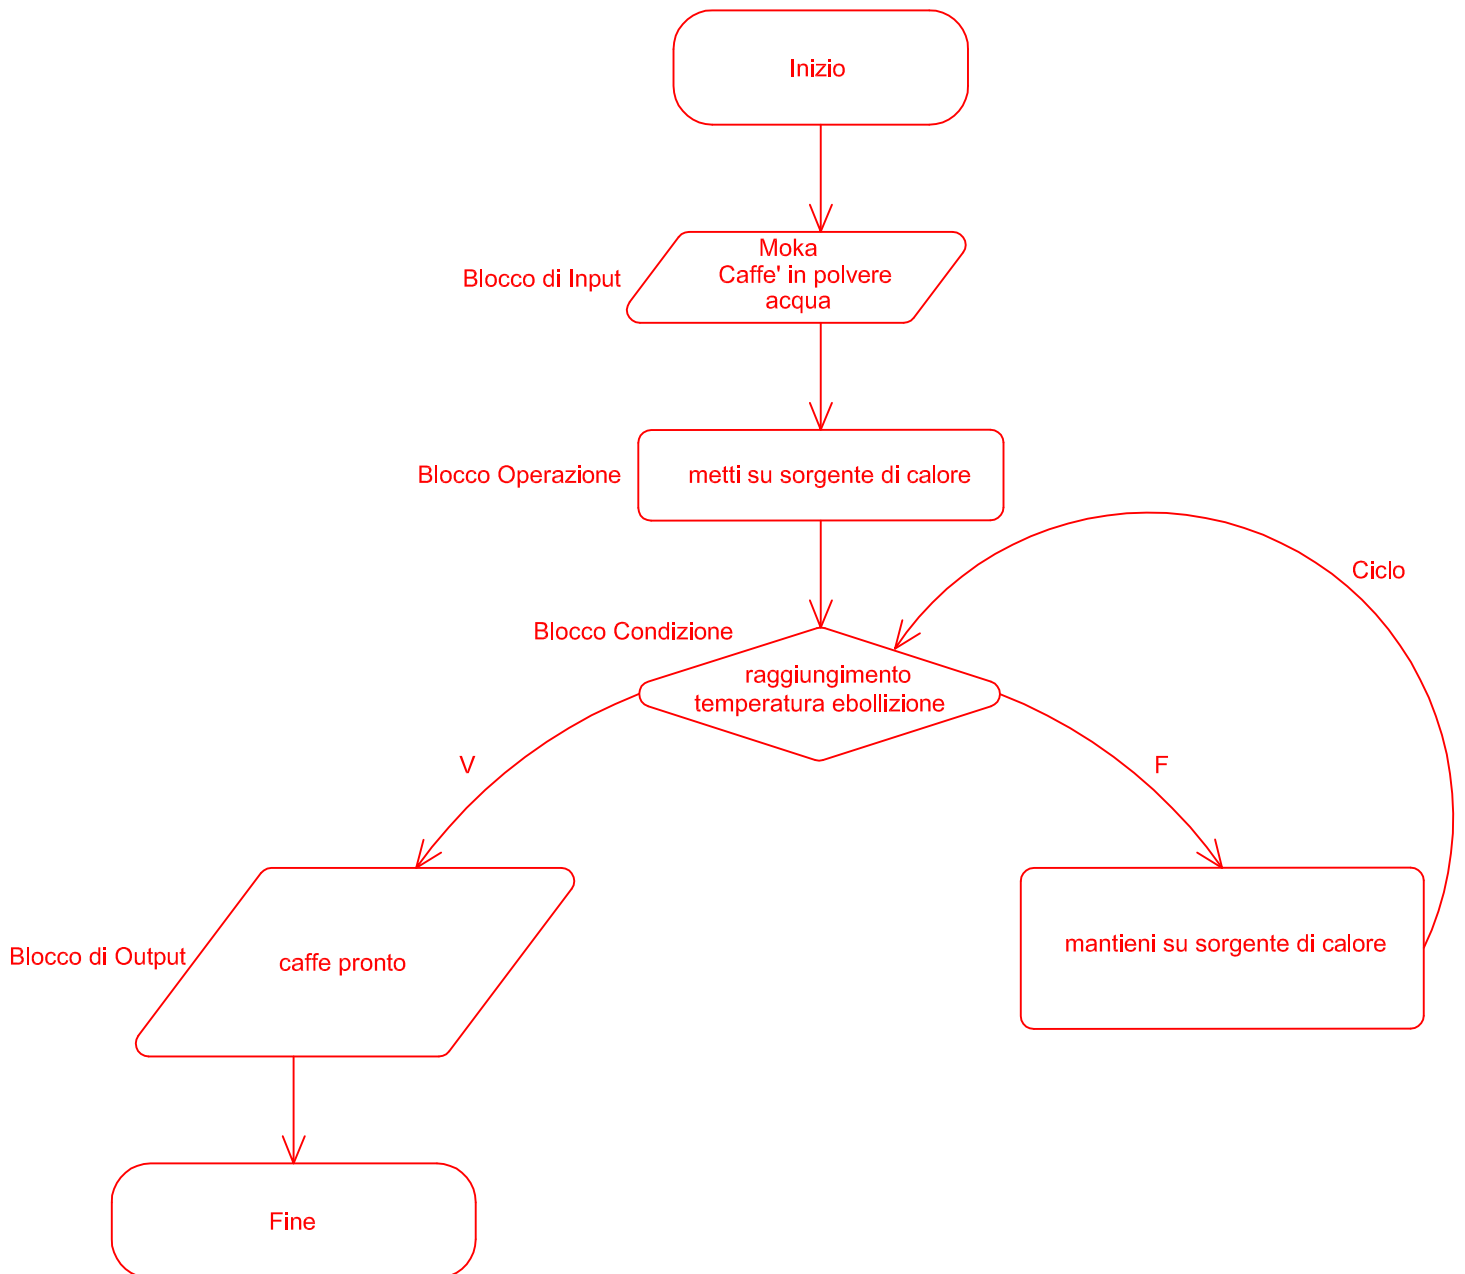 Inizio
Moka
Blocco di Input
Caffe' in polvere
acqua
Blocco Operazione
metti su sorgente di calore
Ciclo
Blocco Condizione
raggiungimento
temperatura ebollizione
V
F
Blocco di Output
caffe pronto
mantieni su sorgente di calore
Fine